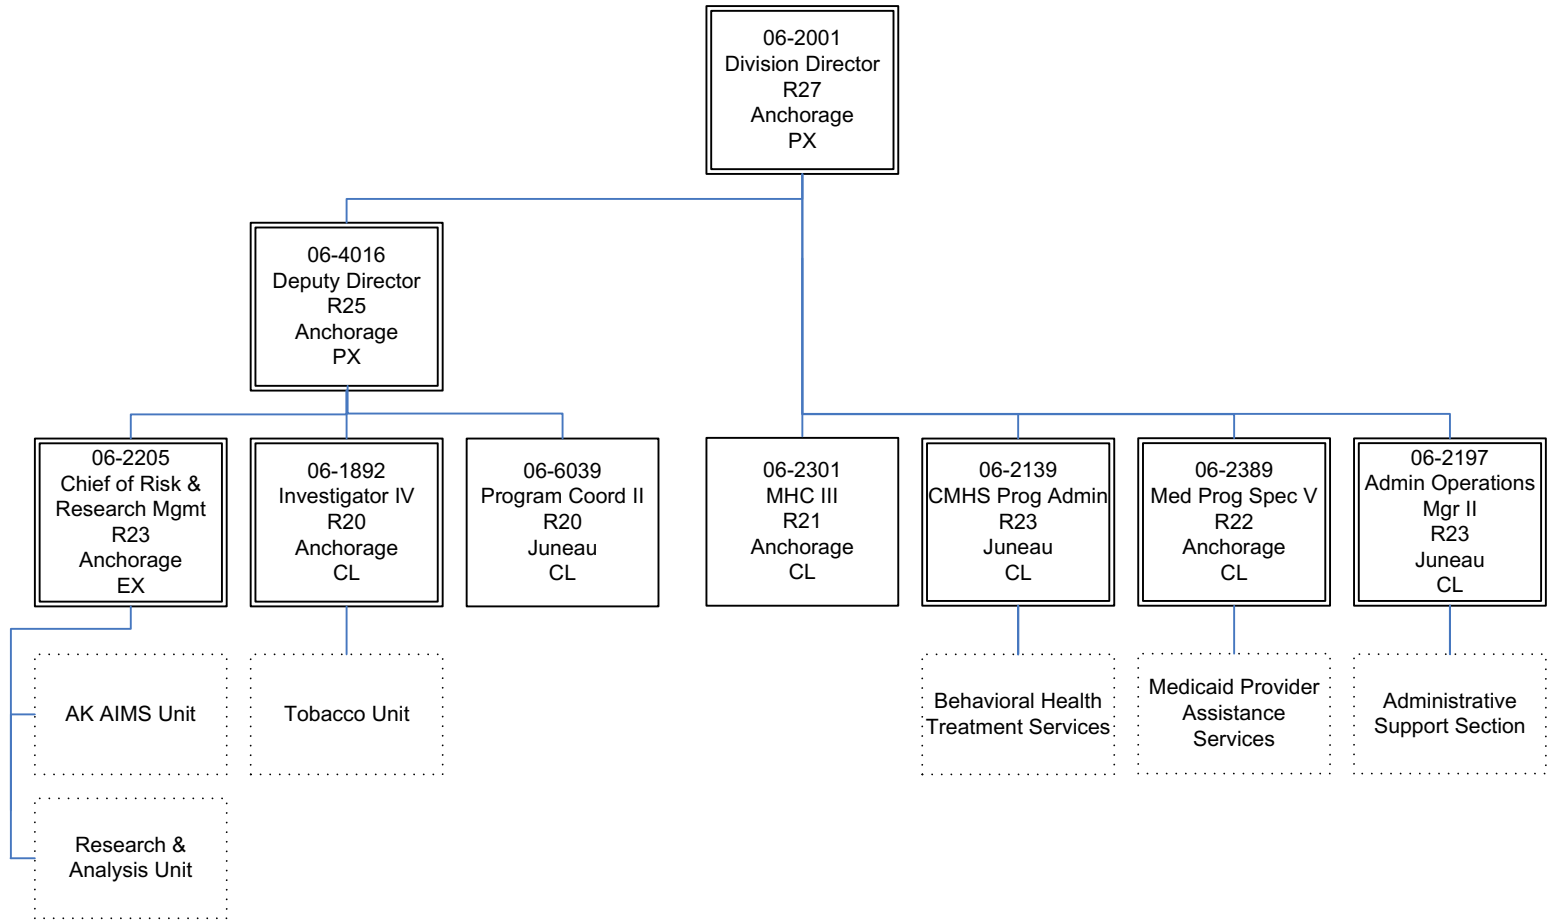 06-2001
Division Director
R27
Anchorage
PX
06-4016
Deputy Director
R25
Anchorage
PX
06-2205
Chief of Risk &
Research Mgmt
R23
Anchorage
EX
06-1892
Investigator IV
R20
Anchorage
CL
06-6039
Program Coord II
R20
Juneau
CL
06-2301
MHC III
R21
Anchorage
CL
06-2139
CMHS Prog Admin
R23
Juneau
CL
06-2389
Med Prog Spec V
R22
Anchorage
CL
06-2197
Admin Operations
Mgr II
R23
Juneau
CL
AK AIMS Unit
Tobacco Unit
Behavioral Health
Treatment Services
Medicaid Provider
Assistance
Services
Administrative
Support Section
Research &
Analysis Unit